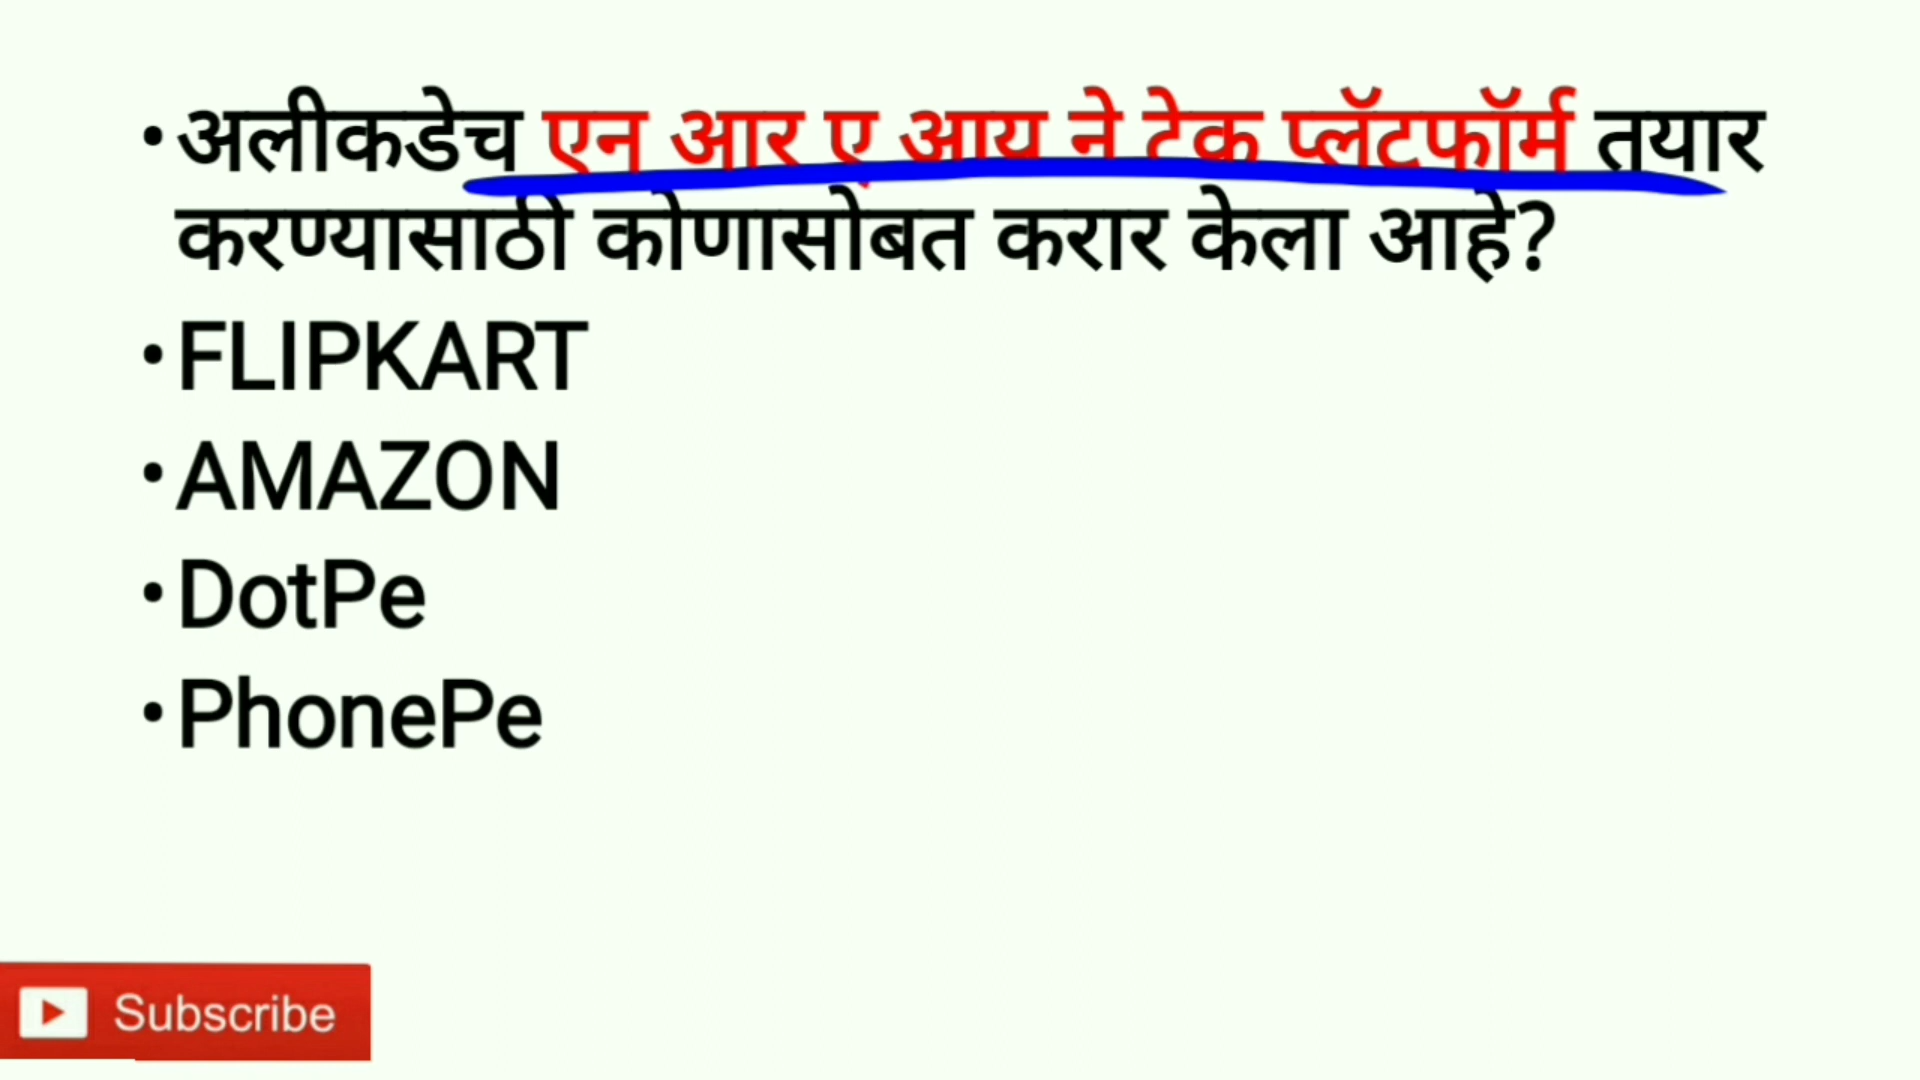 • अलीकडेच एन आर ए आय ने टेक प्लॅटफॉर्म तयार
करण्यासाठी कोणासोबत करार केला आहे?
• FLIPKART
• AMAZON
• DotPe
• PhonePe
Subscribe